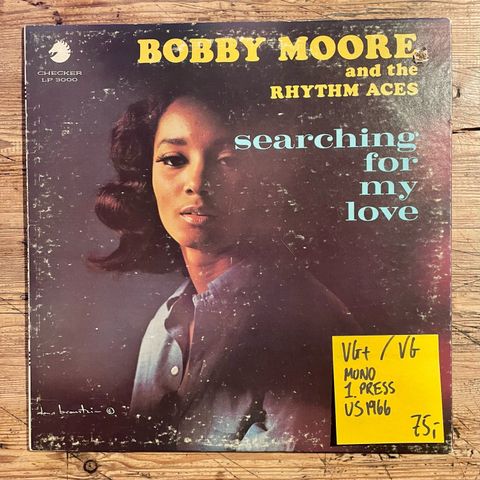 BOBBY MOORE
and the
RHYTHM ACES
CHECKER
LP 3000
searching
for
my
love
VG+ / VG
MONO
1. PRESS
US 1966
75,-